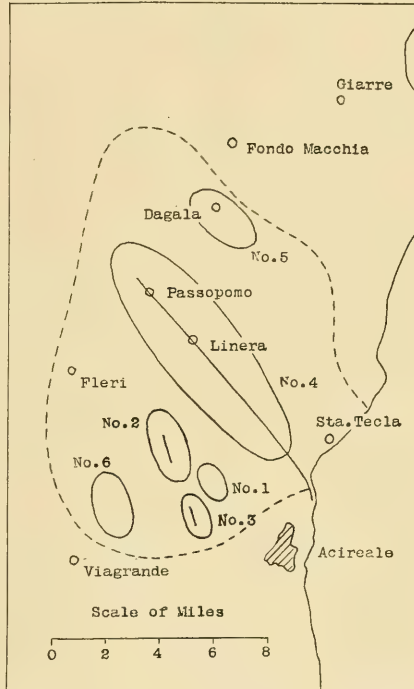 Giarre
Fondo Macchia
Dagala
No.5
Passopomo
Linera
Fleri
No.4
No.2
Sta.Tecla
No.6
No.1
No.3
Acireale
Viagrande
Scale of Miles
0 2 4 6 8